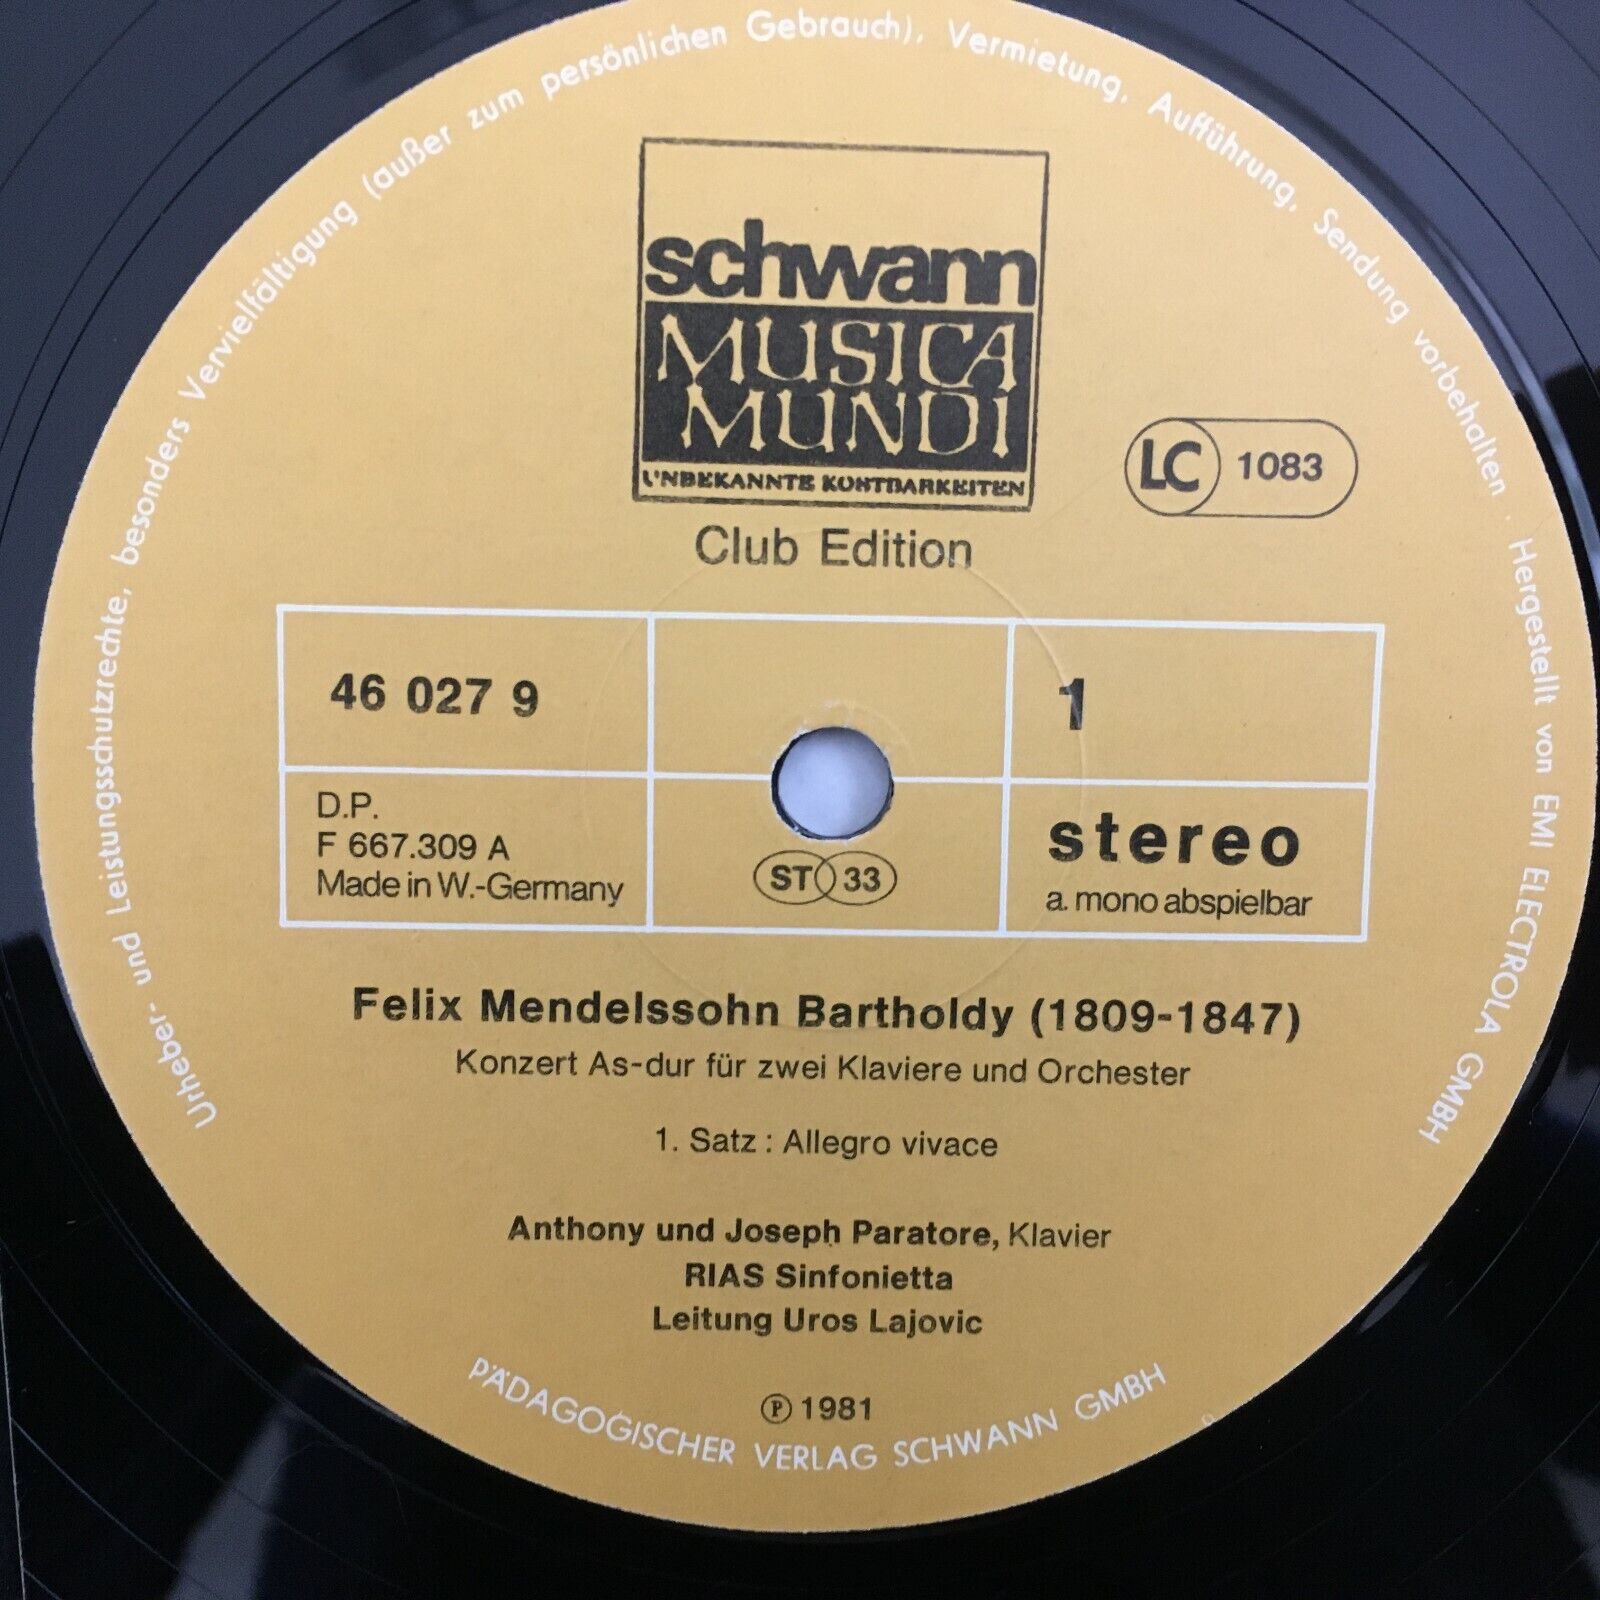 Urheber- und Leistungsschutzrechte, besonders Vervielfältigung (außer zum persönlichen Gebrauch), Vermietung, Aufführung, Sendung vorbehalten. Hergestellt von EMI ELECTROLA GMBH
schwann
MUSICA
MUNDI
UNBEKANNTE KOSTBARKEITEN
LC 1083
Club Edition
46 027 9
1
D.P.
F 667.309 A
Made in W.-Germany
ST 33
stereo
a. mono abspielbar
Felix Mendelssohn Bartholdy (1809-1847)
Konzert As-dur für zwei Klaviere und Orchester
1. Satz: Allegro vivace
Anthony und Joseph Paratore, Klavier
RIAS Sinfonietta
Leitung Uros Lajovic
℗ 1981
PÄDAGOGISCHER VERLAG SCHWANN GMBH